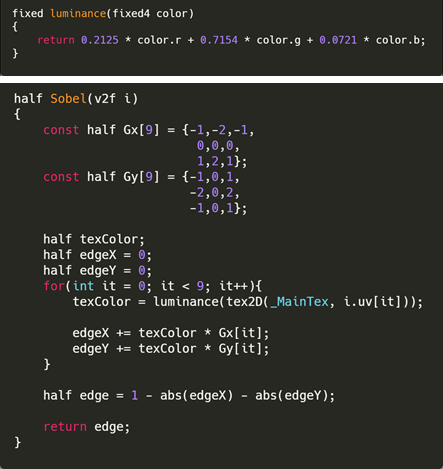 fixed luminance(fixed4 color)
{
    return 0.2125 * color.r + 0.7154 * color.g + 0.0721 * color.b;
}
half Sobel(v2f i)
{
    const half Gx[9] = {-1,-2,-1,
                        0,0,0,
                        1,2,1};
    const half Gy[9] = {-1,0,1,
                       -2,0,2,
                       -1,0,1};
    half texColor;
    half edgeX = 0;
    half edgeY = 0;
    for(int it = 0; it < 9; it++){
        texColor = luminance(tex2D(_MainTex, i.uv[it]));
        edgeX += texColor * Gx[it];
        edgeY += texColor * Gy[it];
    }
    half edge = 1 - abs(edgeX) - abs(edgeY);
    return edge;
}